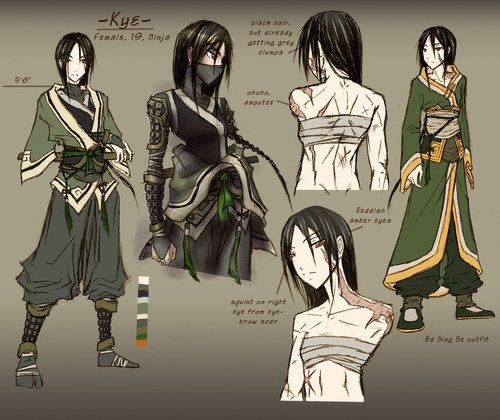 -Kye-
Female, 19, Ninja
5'6"
black hair,
but already
getting grey
clumps
ohoho,
amputee
Reddish
amber eyes
squint on right
eye from eye-
brow scar
Ba Sing Se outfit